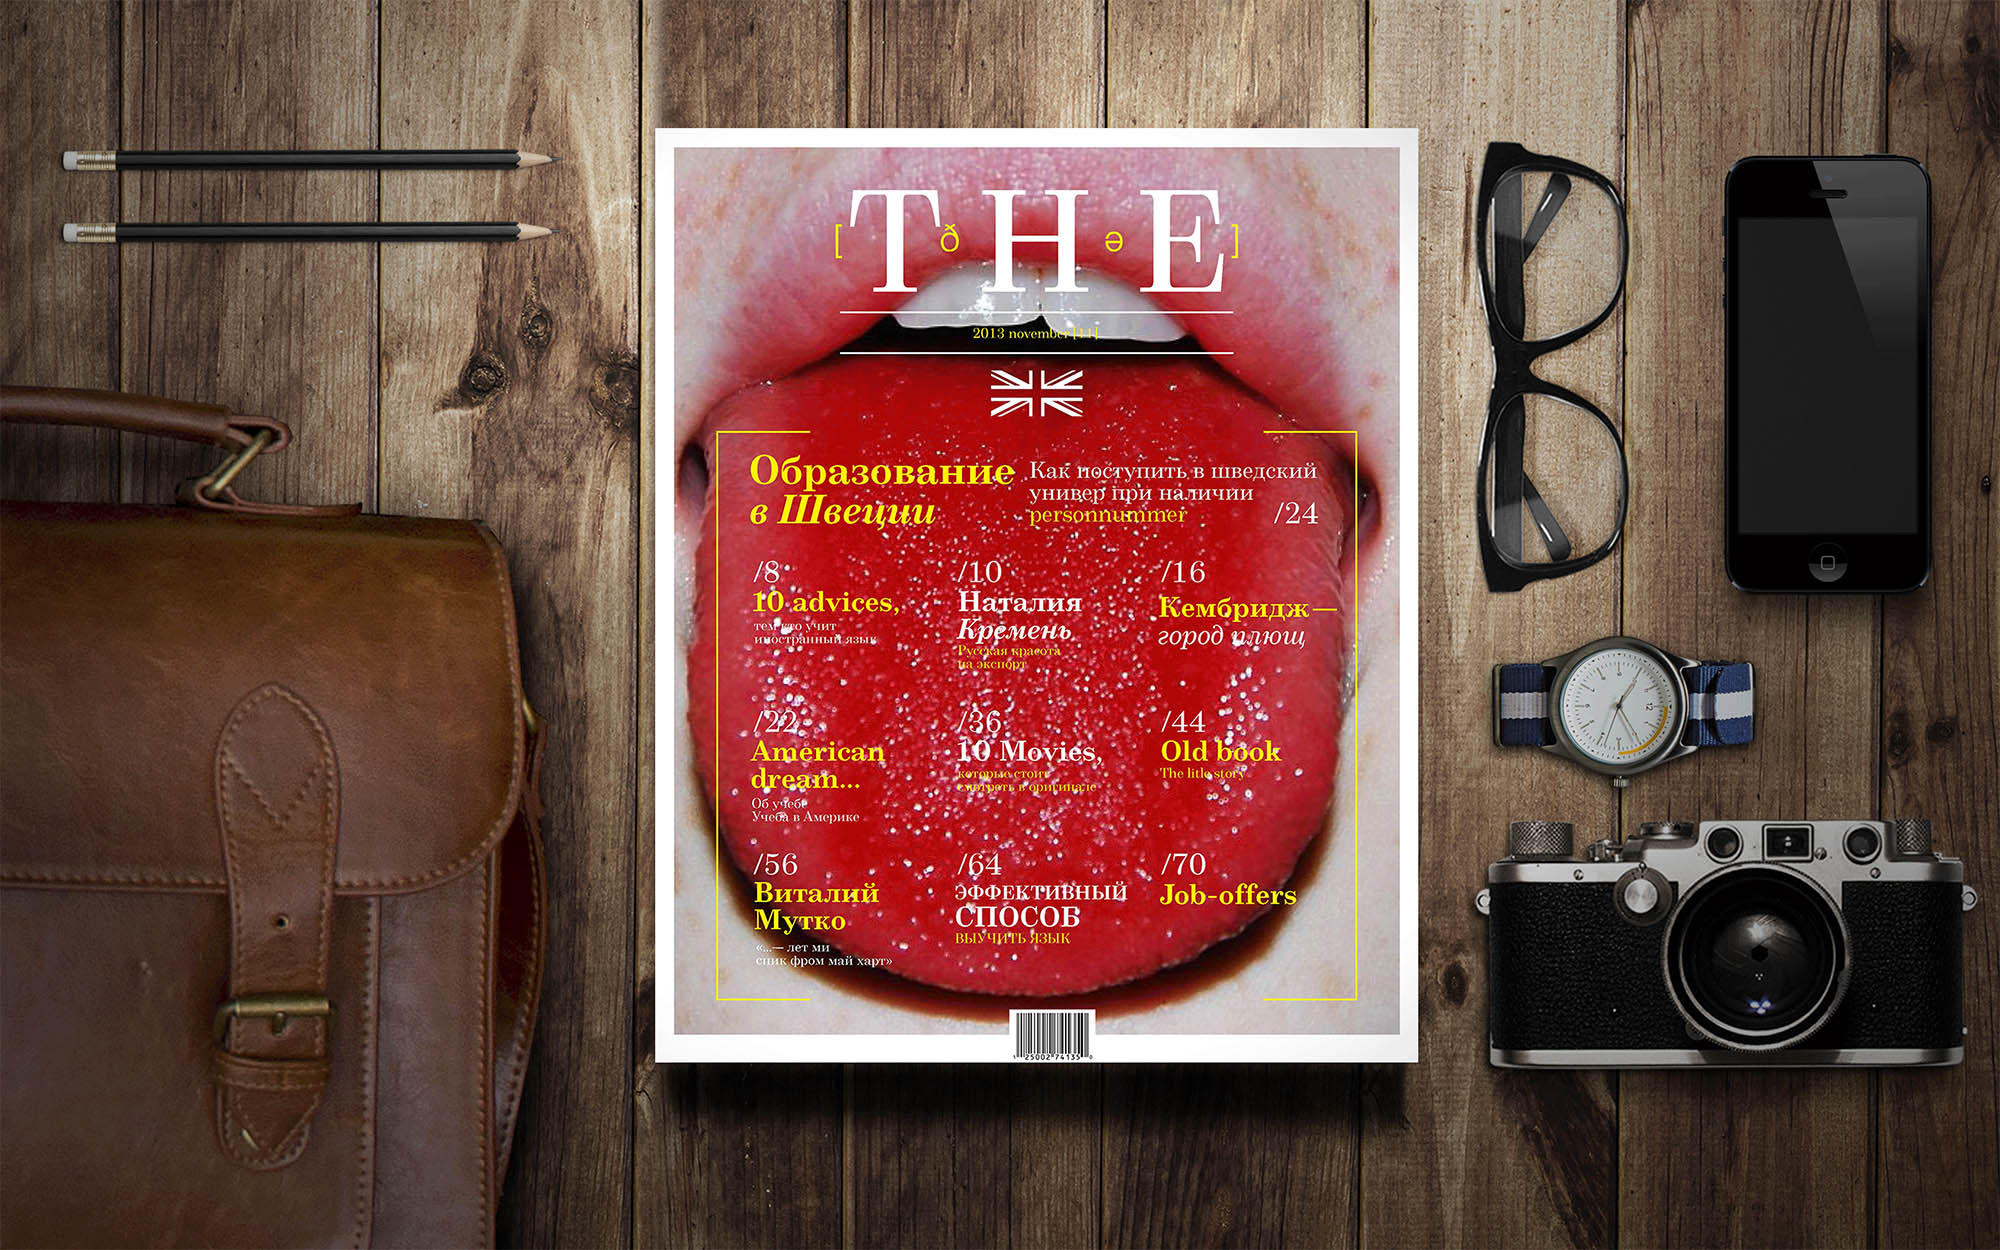 [ T ð H ə E ]
2013 november [11]
Образование
в Швеции
Как поступить в шведский
универ при наличии
personnummer
/24
/8
10 advices,
тем кто учит
иностранный язык
/10
Наталия
Кремень
Русская красота
на экспорт
/16
Кембридж —
город плющ
/22
American
dream...
Об учебе
Учеба в Америке
/36
10 Movies,
которые стоит
смотреть в оригинале
/44
Old book
The litle story
/56
Виталий
Мутко
«...— лет ми
спик фром май харт»
/64
ЭФФЕКТИВНЫЙ
СПОСОБ
ВЫУЧИТЬ ЯЗЫК
/70
Job-offers
25002 74135